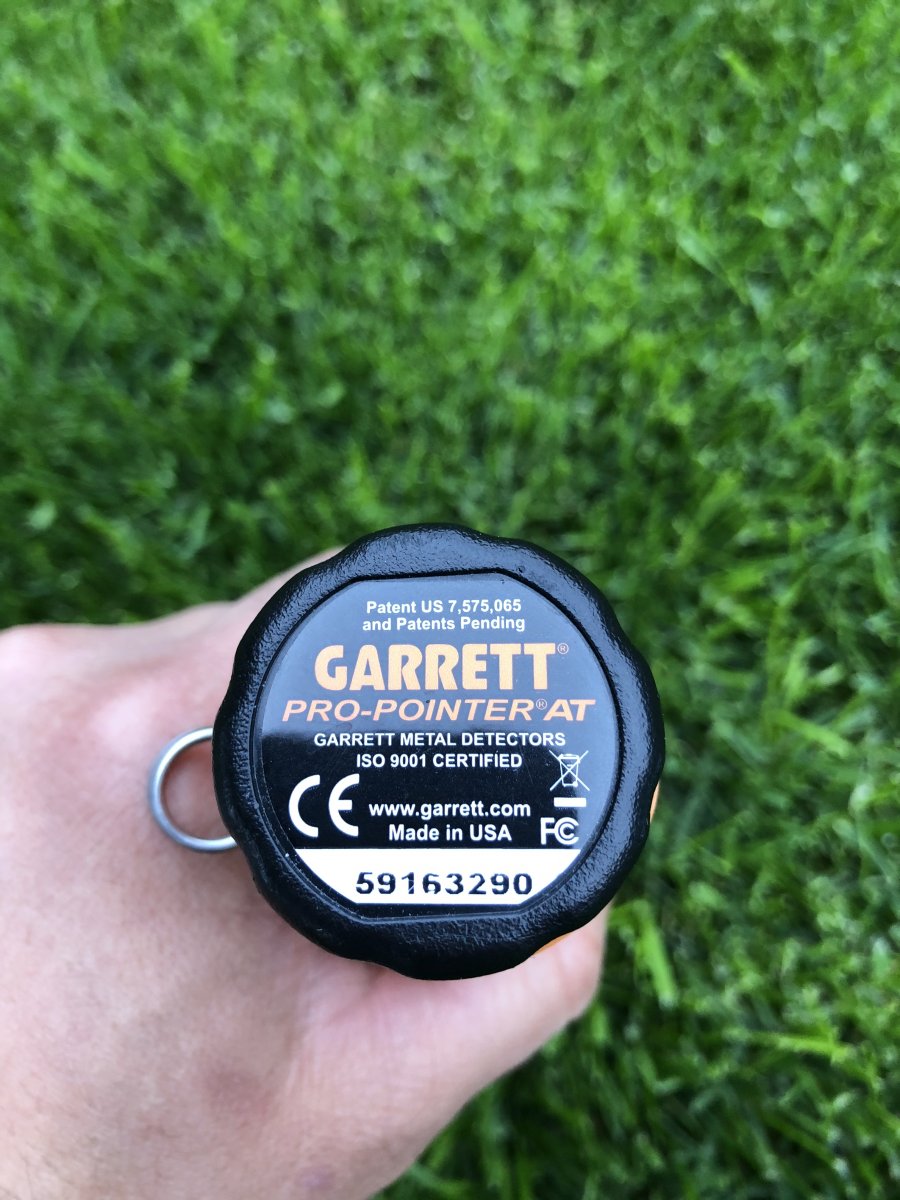 Patent US 7,575,065
and Patents Pending
GARRETT®
PRO-POINTER® AT
GARRETT METAL DETECTORS
ISO 9001 CERTIFIED
CE
www.garrett.com
Made in USA
FC
59163290